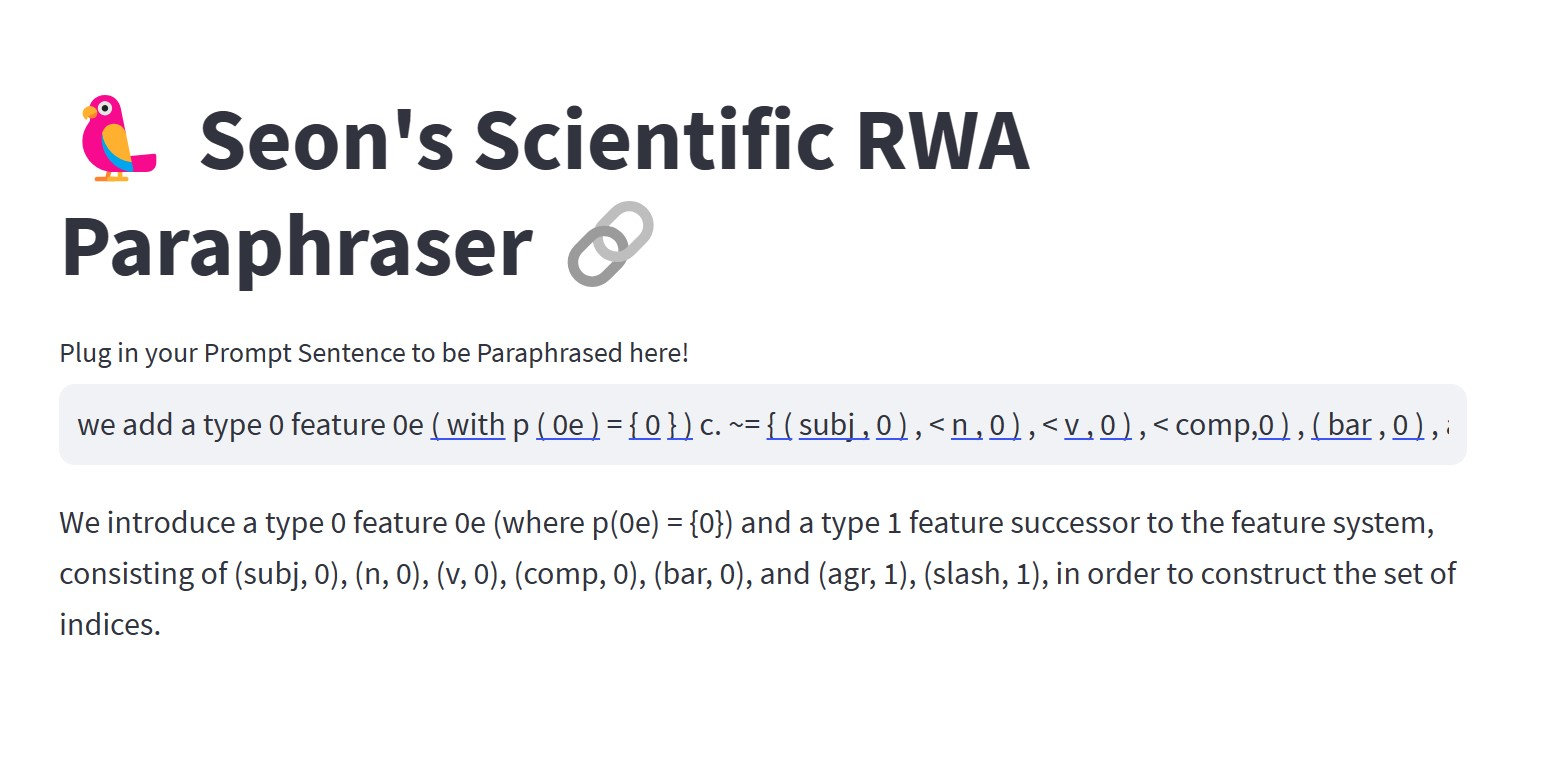 Seon's Scientific RWA
Paraphraser
Plug in your Prompt Sentence to be Paraphrased here!
we add a type 0 feature 0e ( with p ( 0e ) = { 0 } ) c. ~= { ( subj , 0 ) , < n , 0 ) , < v , 0 ) , < comp,0 ) , ( bar , 0 ) ,
We introduce a type 0 feature 0e (where p(0e) = {0}) and a type 1 feature successor to the feature system,
consisting of (subj, 0), (n, 0), (v, 0), (comp, 0), (bar, 0), and (agr, 1), (slash, 1), in order to construct the set of
indices.